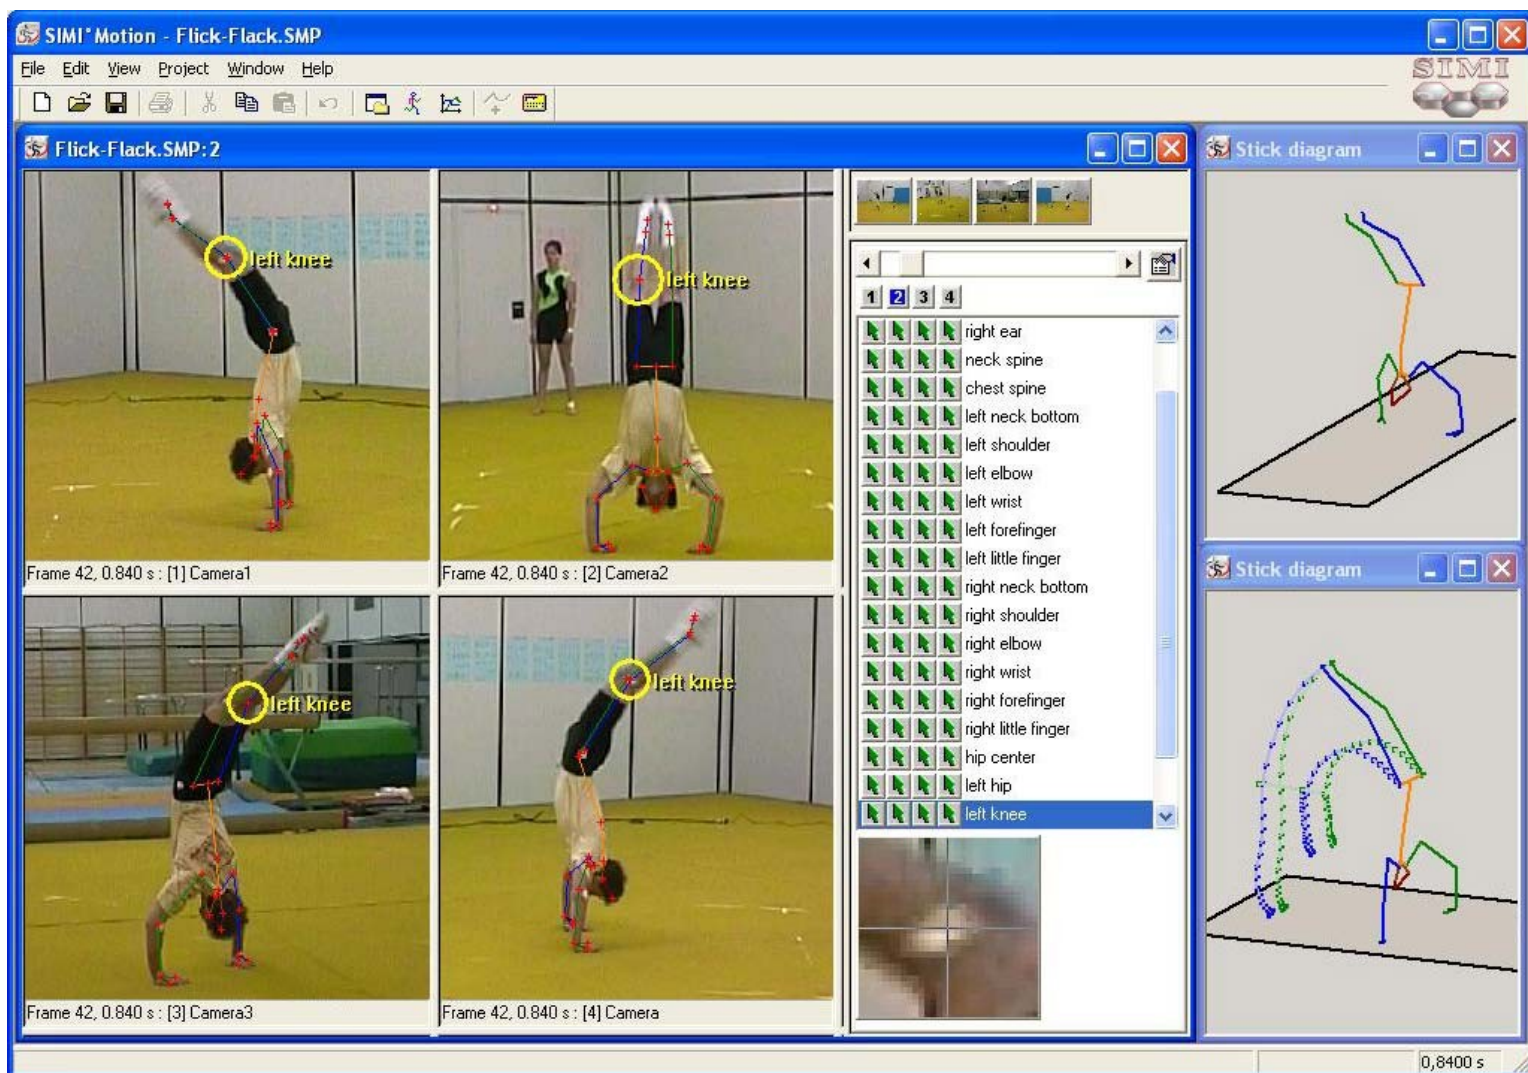 SIMI°Motion - Flick-Flack.SMP
File Edit View Project Window Help
SIMI
Flick-Flack.SMP:2
left knee
left knee
Frame 42, 0.840 s : [1] Camera1
Frame 42, 0.840 s : [2] Camera2
left knee
left knee
Frame 42, 0.840 s : [3] Camera3
Frame 42, 0.840 s : [4] Camera
1 2 3 4
right ear
neck spine
chest spine
left neck bottom
left shoulder
left elbow
left wrist
left forefinger
left little finger
right neck bottom
right shoulder
right elbow
right wrist
right forefinger
right little finger
hip center
left hip
left knee
Stick diagram
Stick diagram
0,8400 s